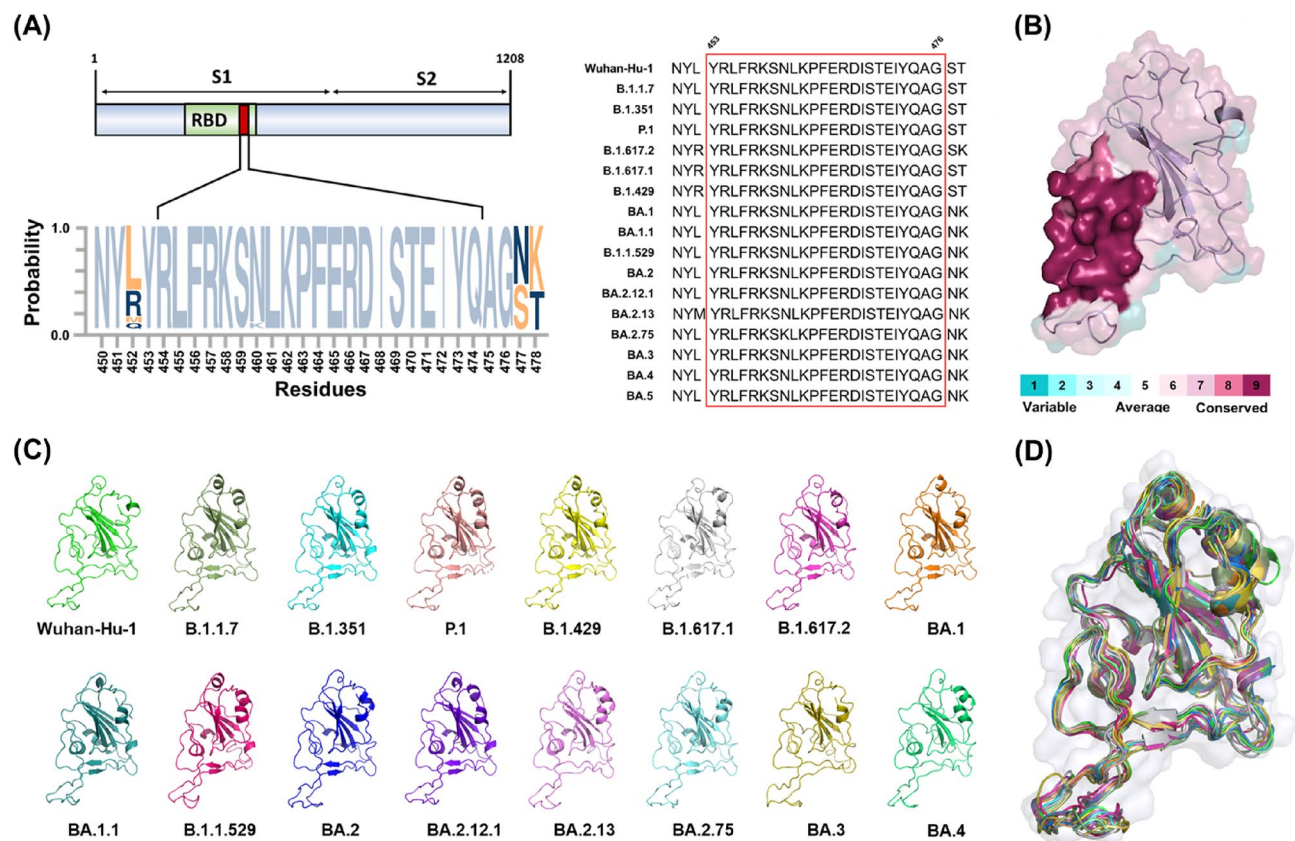 (A)
1
1208
S1
S2
RBD
Probability
1.0
0.0
NYLYRLFRKSNLKPFERDISTEIYQAGNK
R
S T
M
Q
K
450 451 452 453 454 455 456 457 458 459 460 461 462 463 464 465 466 467 468 469 470 471 472 473 474 475 476 477 478
Residues
453 476
Wuhan-Hu-1 NYL YRLFRKSNLKPFERDISTEIYQAG ST
B.1.1.7 NYL YRLFRKSNLKPFERDISTEIYQAG ST
B.1.351 NYL YRLFRKSNLKPFERDISTEIYQAG ST
P.1 NYL YRLFRKSNLKPFERDISTEIYQAG ST
B.1.617.2 NYR YRLFRKSNLKPFERDISTEIYQAG SK
B.1.617.1 NYR YRLFRKSNLKPFERDISTEIYQAG ST
B.1.429 NYR YRLFRKSNLKPFERDISTEIYQAG ST
BA.1 NYL YRLFRKSNLKPFERDISTEIYQAG NK
BA.1.1 NYL YRLFRKSNLKPFERDISTEIYQAG NK
B.1.1.529 NYL YRLFRKSNLKPFERDISTEIYQAG NK
BA.2 NYL YRLFRKSNLKPFERDISTEIYQAG NK
BA.2.12.1 NYL YRLFRKSNLKPFERDISTEIYQAG NK
BA.2.13 NYM YRLFRKSNLKPFERDISTEIYQAG NK
BA.2.75 NYL YRLFRKSKLKPFERDISTEIYQAG NK
BA.3 NYL YRLFRKSNLKPFERDISTEIYQAG NK
BA.4 NYL YRLFRKSNLKPFERDISTEIYQAG NK
BA.5 NYL YRLFRKSNLKPFERDISTEIYQAG NK
(B)
1 2 3 4 5 6 7 8 9
Variable Average Conserved
(C)
Wuhan-Hu-1 B.1.1.7 B.1.351 P.1 B.1.429 B.1.617.1 B.1.617.2 BA.1
BA.1.1 B.1.1.529 BA.2 BA.2.12.1 BA.2.13 BA.2.75 BA.3 BA.4
(D)